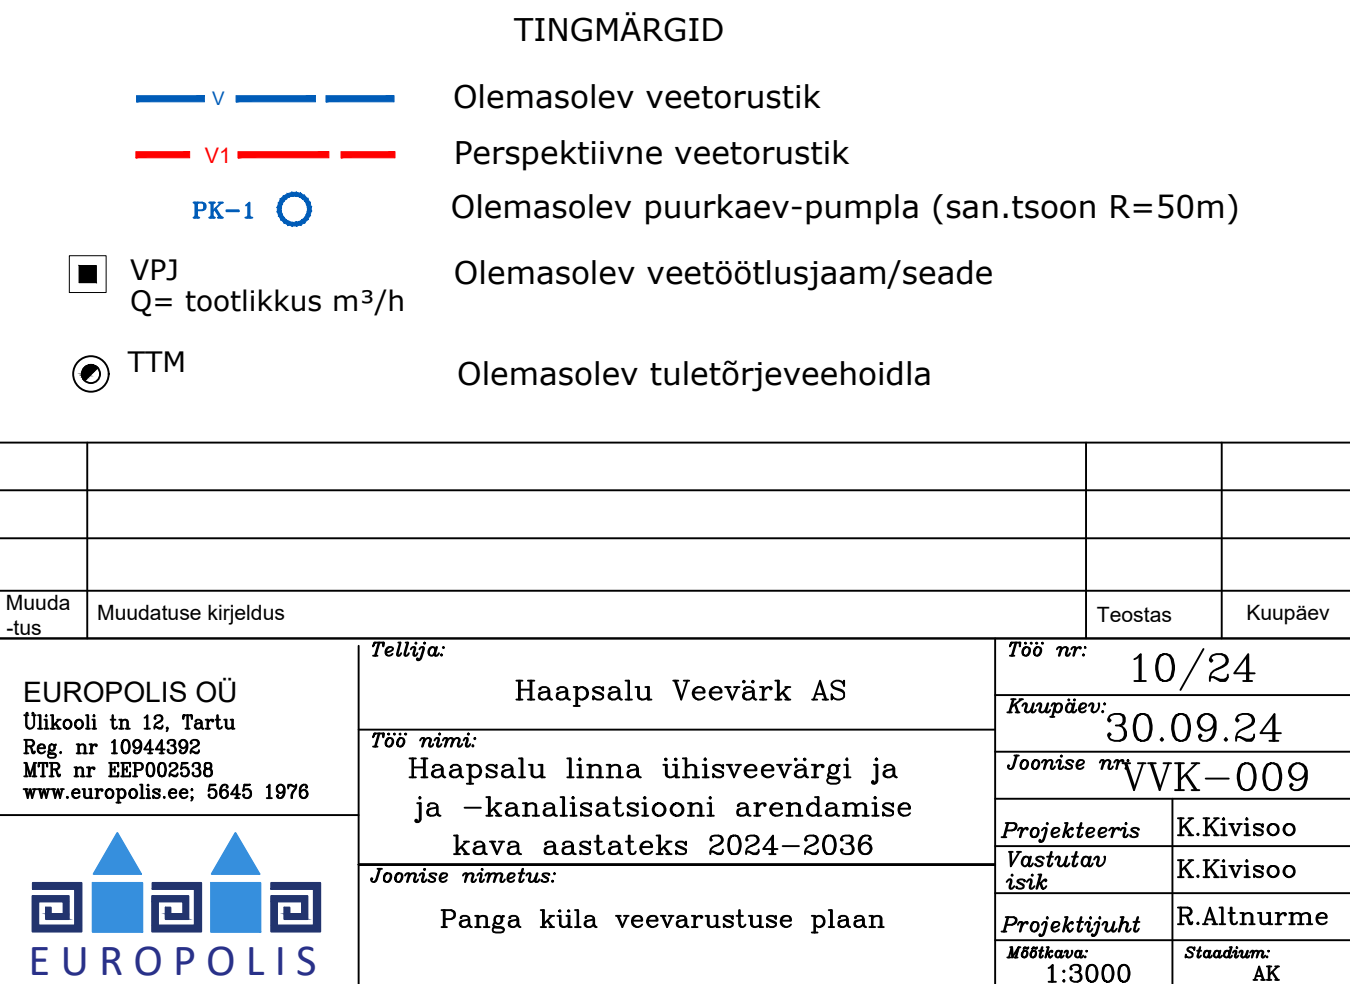 TINGMÄRGID
V
Olemasolev veetorustik
V1
Perspektiivne veetorustik
PK-1
Olemasolev puurkaev-pumpla (san.tsoon R=50m)
VPJ
Q= tootlikkus m³/h
Olemasolev veetöötlusjaam/seade
TTM
Olemasolev tuletõrjeveehoidla
Muuda
-tus
Muudatuse kirjeldus
Teostas
Kuupäev
EUROPOLIS OÜ
Ülikooli tn 12, Tartu
Reg. nr 10944392
MTR nr EEP002538
www.europolis.ee; 5645 1976
EUROPOLIS
Tellija:
Haapsalu Veevärk AS
Töö nimi:
Haapsalu linna ühisveevärgi ja
ja -kanalisatsiooni arendamise
kava aastateks 2024-2036
Joonise nimetus:
Panga küla veevarustuse plaan
Töö nr:
10/24
Kuupäev:
30.09.24
Joonise nr:
VVK-009
Projekteeris
K.Kivisoo
Vastutav
isik
K.Kivisoo
Projektijuht
R.Altnurme
Mõõtkava:
1:3000
Staadium:
AK